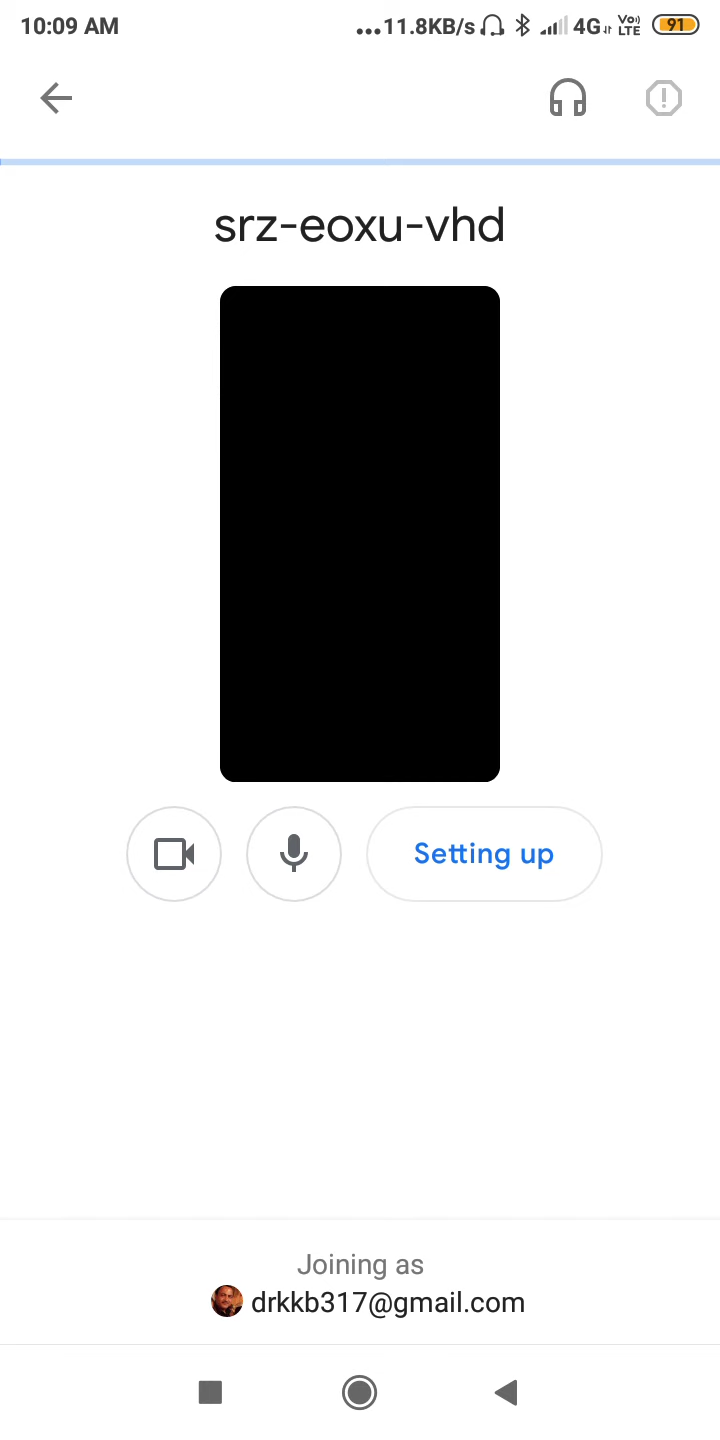 10:09 AM
...11.8KB/s 4G Vo)) LTE 91
srz-eoxu-vhd
Setting up
Joining as
drkkb317@gmail.com